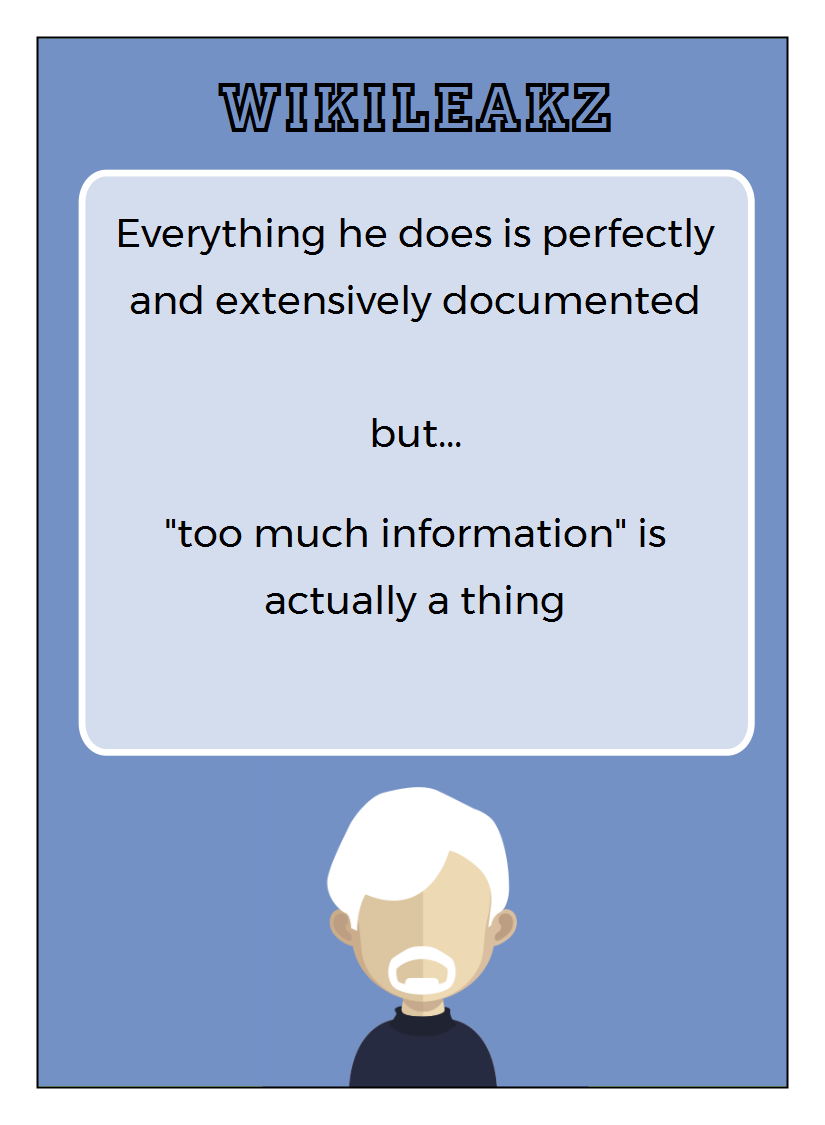 WIKILEAKZ
Everything he does is perfectly
and extensively documented
but...
"too much information" is
actually a thing